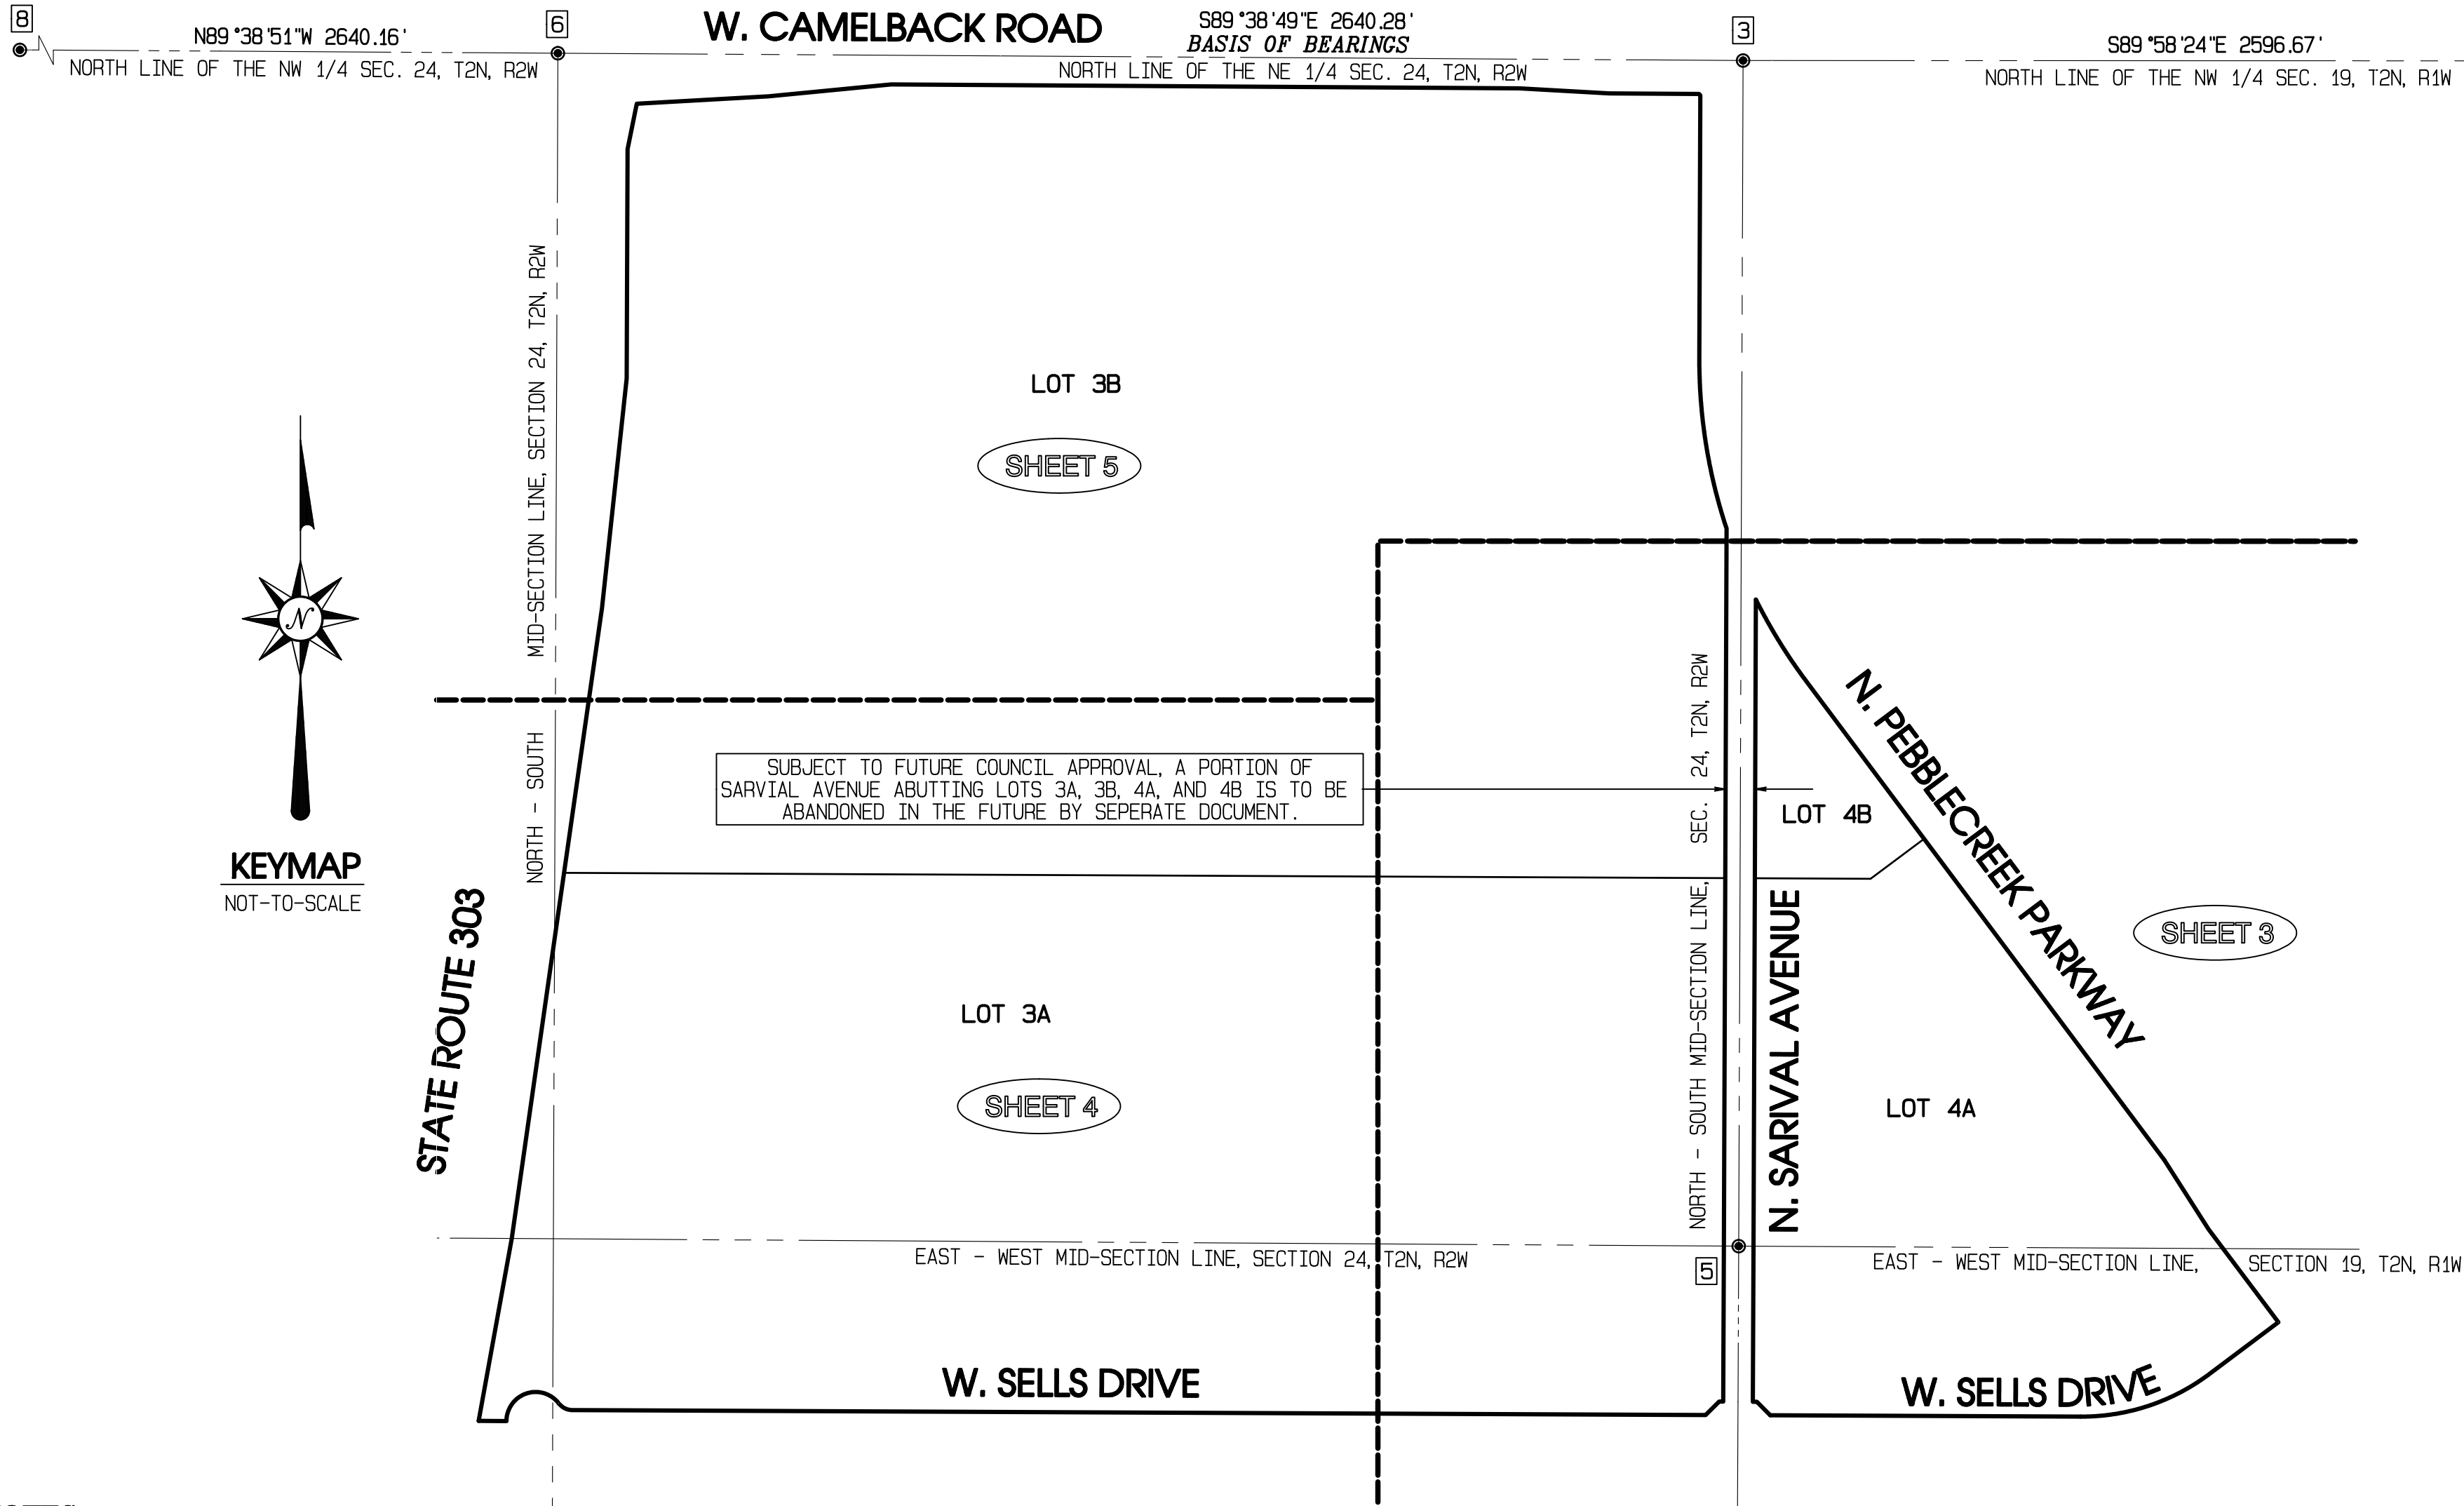 8
N89°38'51"W 2640.16'
NORTH LINE OF THE NW 1/4 SEC. 24, T2N, R2W
6
W. CAMELBACK ROAD
S89°38'49"E 2640.28'
BASIS OF BEARINGS
NORTH LINE OF THE NE 1/4 SEC. 24, T2N, R2W
3
S89°58'24"E 2596.67'
NORTH LINE OF THE NW 1/4 SEC. 19, T2N, R1W
NORTH - SOUTH MID-SECTION LINE, SECTION 24, T2N, R2W
LOT 3B
SHEET 5
N
KEYMAP
NOT-TO-SCALE
STATE ROUTE 303
SUBJECT TO FUTURE COUNCIL APPROVAL, A PORTION OF
SARVIAL AVENUE ABUTTING LOTS 3A, 3B, 4A, AND 4B IS TO BE
ABANDONED IN THE FUTURE BY SEPERATE DOCUMENT.
NORTH - SOUTH MID-SECTION LINE, SEC. 24, T2N, R2W
LOT 4B
N. PEBBLECREEK PARKWAY
N. SARIVAL AVENUE
SHEET 3
LOT 3A
SHEET 4
LOT 4A
EAST - WEST MID-SECTION LINE, SECTION 24, T2N, R2W
5
EAST - WEST MID-SECTION LINE, SECTION 19, T2N, R1W
W. SELLS DRIVE
W. SELLS DRIVE